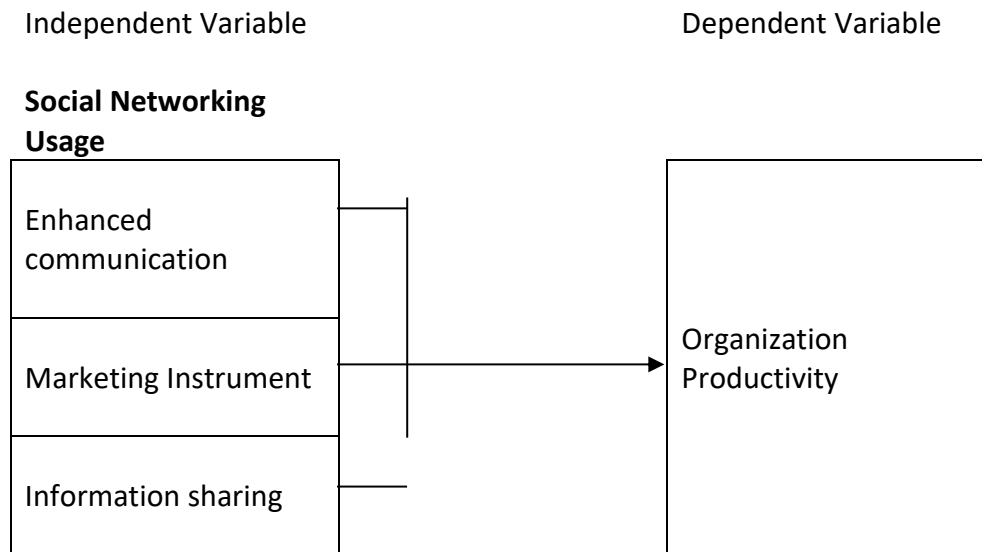 Independent Variable
Dependent Variable
Social Networking
Usage
Enhanced
communication
Marketing Instrument
Information sharing
Organization
Productivity